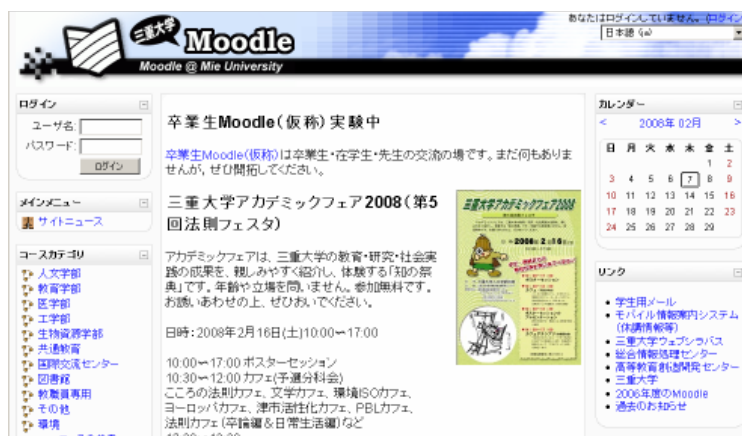 あなたはログインしていません。(ログイン
日本語 (ja)
三重大学
Moodle
Moodle @ Mie University
ログイン
ユーザ名:
パスワード:
ログイン
メインメニュー
サイトニュース
コースカテゴリ
人文学部
教育学部
医学部
工学部
生物資源学部
共通教育
国際交流センター
図書館
教職員専用
その他
環境
卒業生Moodle(仮称)実験中
卒業生Moodle(仮称)は卒業生・在学生・先生の交流の場です。まだ何もありま
せんが、ぜひ開拓してください。
三重大学アカデミックフェア2008(第5
回法則フェスタ)
アカデミックフェアは、三重大学の教育・研究・社会実
践の成果を、親しみやすく紹介し、体験する「知の祭
典」です。年齢や立場を問いません。参加無料です。
お誘いあわせの上、ぜひおいでください。
日時:2008年2月16日(土)10:00〜17:00
10:00〜17:00 ポスターセッション
10:30〜12:00 カフェ(予選分科会)
こころの法則カフェ、文学カフェ、環境ISOカフェ、
ヨーロッパカフェ、津市活性化カフェ、PBLカフェ、
法則カフェ(卒論編&日常生活編)など
三重大学アカデミックフェア2008
2008年2月16日
カレンダー
< 2008年 02月 >
日 月 火 水 木 金 土
1 2
3 4 5 6 7 8 9
10 11 12 13 14 15 16
17 18 19 20 21 22 23
24 25 26 27 28 29
リンク
学生用メール
モバイル情報案内システム
(休講情報等)
三重大学ウェブシラバス
総合情報処理センター
高等教育創造開発センター
三重大学
2006年度のMoodle
過去のお知らせ